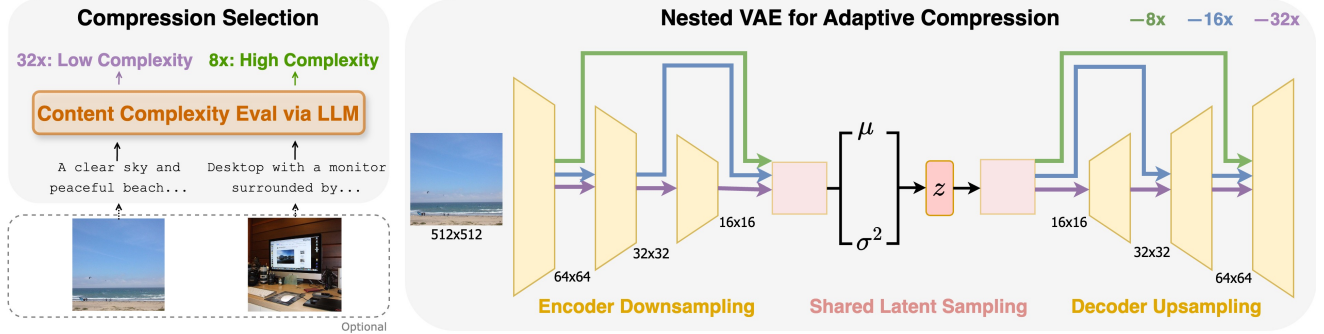 Compression Selection
32x: Low Complexity
8x: High Complexity
Content Complexity Eval via LLM
A clear sky and
peaceful beach...
Desktop with a monitor
surrounded by...
Optional
Nested VAE for Adaptive Compression
8x
16x
32x
512x512
64x64
32x32
16x16
μ
σ²
z
16x16
32x32
64x64
Encoder Downsampling
Shared Latent Sampling
Decoder Upsampling